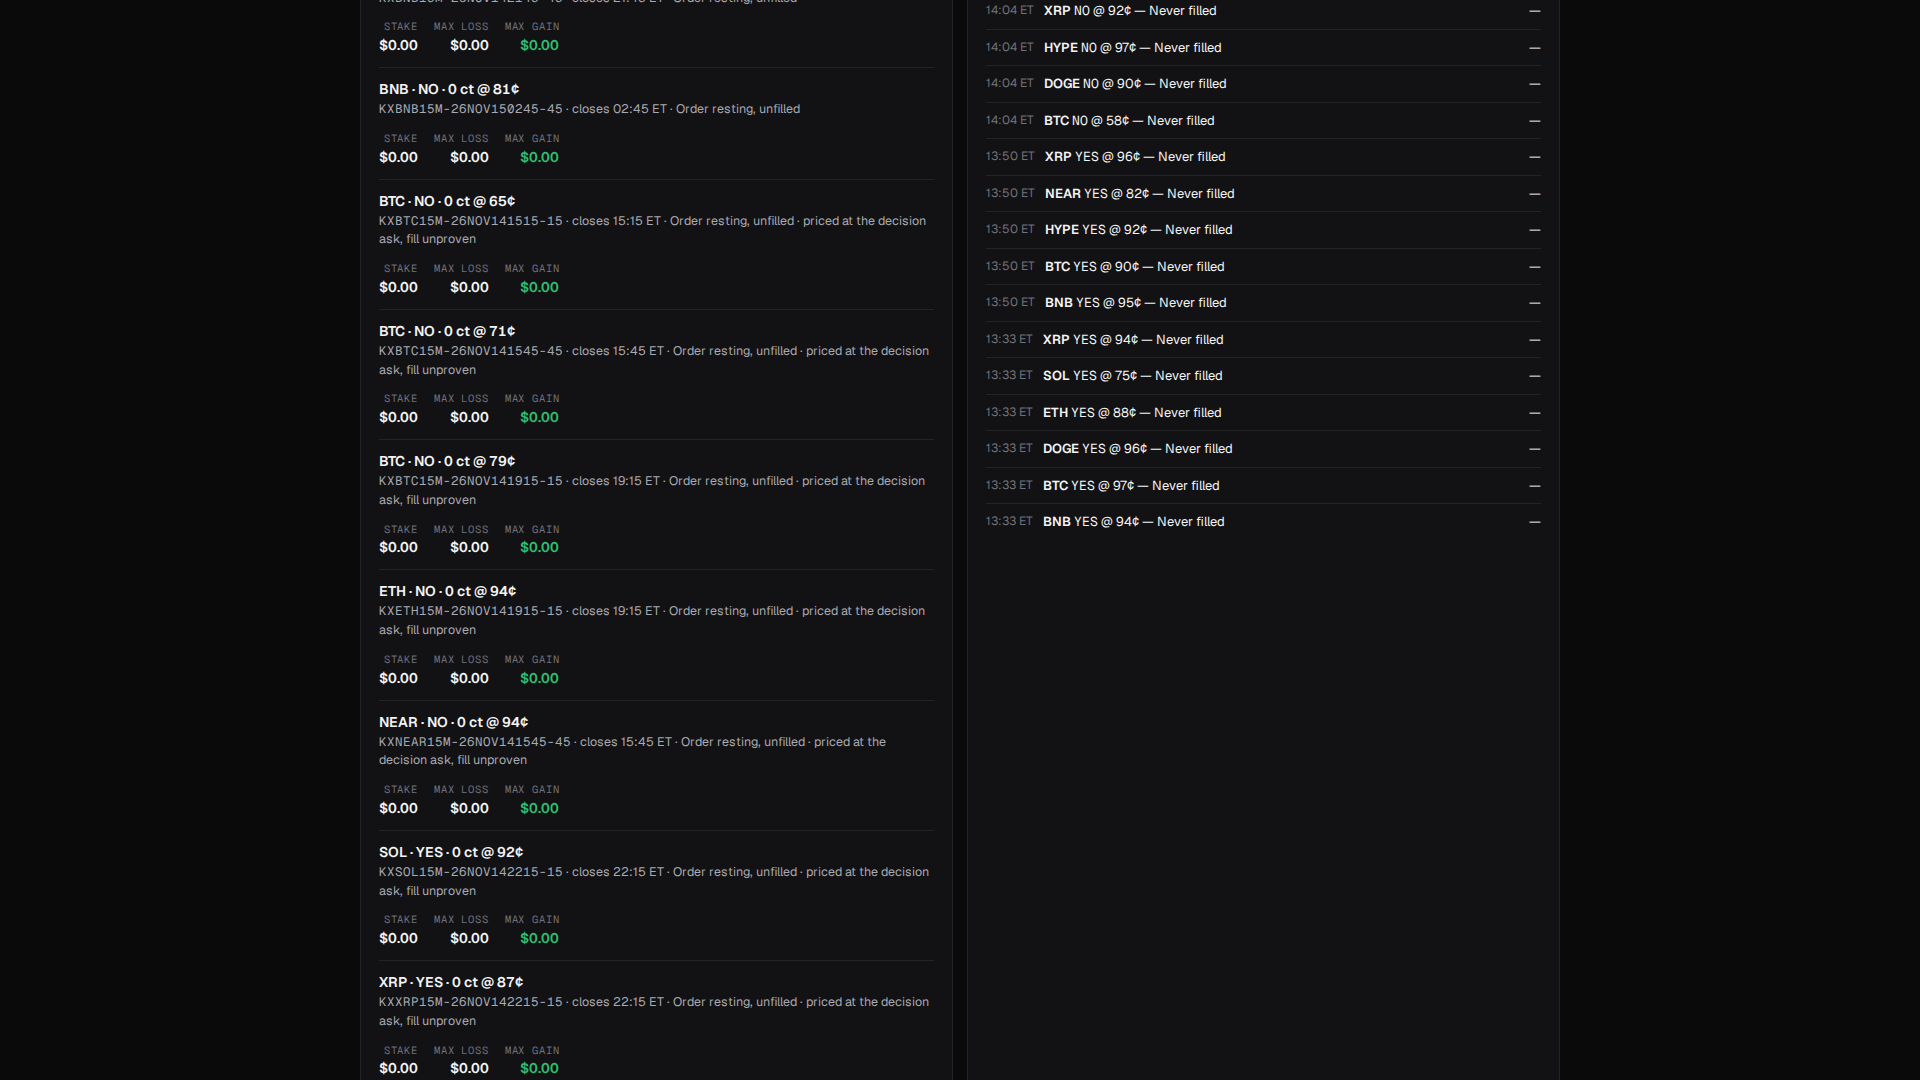 STAKE MAX LOSS MAX GAIN
$0.00 $0.00 $0.00
BNB · NO · 0 ct @ 81¢
KXBNB15M-26NOV150245-45 · closes 02:45 ET · Order resting, unfilled
STAKE MAX LOSS MAX GAIN
$0.00 $0.00 $0.00
BTC · NO · 0 ct @ 65¢
KXBTC15M-26NOV141515-15 · closes 15:15 ET · Order resting, unfilled · priced at the decision
ask, fill unproven
STAKE MAX LOSS MAX GAIN
$0.00 $0.00 $0.00
BTC · NO · 0 ct @ 71¢
KXBTC15M-26NOV141545-45 · closes 15:45 ET · Order resting, unfilled · priced at the decision
ask, fill unproven
STAKE MAX LOSS MAX GAIN
$0.00 $0.00 $0.00
BTC · NO · 0 ct @ 79¢
KXBTC15M-26NOV141915-15 · closes 19:15 ET · Order resting, unfilled · priced at the decision
ask, fill unproven
STAKE MAX LOSS MAX GAIN
$0.00 $0.00 $0.00
ETH · NO · 0 ct @ 94¢
KXETH15M-26NOV141915-15 · closes 19:15 ET · Order resting, unfilled · priced at the decision
ask, fill unproven
STAKE MAX LOSS MAX GAIN
$0.00 $0.00 $0.00
NEAR · NO · 0 ct @ 94¢
KXNEAR15M-26NOV141545-45 · closes 15:45 ET · Order resting, unfilled · priced at the
decision ask, fill unproven
STAKE MAX LOSS MAX GAIN
$0.00 $0.00 $0.00
SOL · YES · 0 ct @ 92¢
KXSOL15M-26NOV142215-15 · closes 22:15 ET · Order resting, unfilled · priced at the decision
ask, fill unproven
STAKE MAX LOSS MAX GAIN
$0.00 $0.00 $0.00
XRP · YES · 0 ct @ 87¢
KXXRP15M-26NOV142215-15 · closes 22:15 ET · Order resting, unfilled · priced at the decision
ask, fill unproven
STAKE MAX LOSS MAX GAIN
$0.00 $0.00 $0.00
14:04 ET XRP NO @ 92¢ — Never filled —
14:04 ET HYPE NO @ 97¢ — Never filled —
14:04 ET DOGE NO @ 90¢ — Never filled —
14:04 ET BTC NO @ 58¢ — Never filled —
13:50 ET XRP YES @ 96¢ — Never filled —
13:50 ET NEAR YES @ 82¢ — Never filled —
13:50 ET HYPE YES @ 92¢ — Never filled —
13:50 ET BTC YES @ 90¢ — Never filled —
13:50 ET BNB YES @ 95¢ — Never filled —
13:33 ET XRP YES @ 94¢ — Never filled —
13:33 ET SOL YES @ 75¢ — Never filled —
13:33 ET ETH YES @ 88¢ — Never filled —
13:33 ET DOGE YES @ 96¢ — Never filled —
13:33 ET BTC YES @ 97¢ — Never filled —
13:33 ET BNB YES @ 94¢ — Never filled —